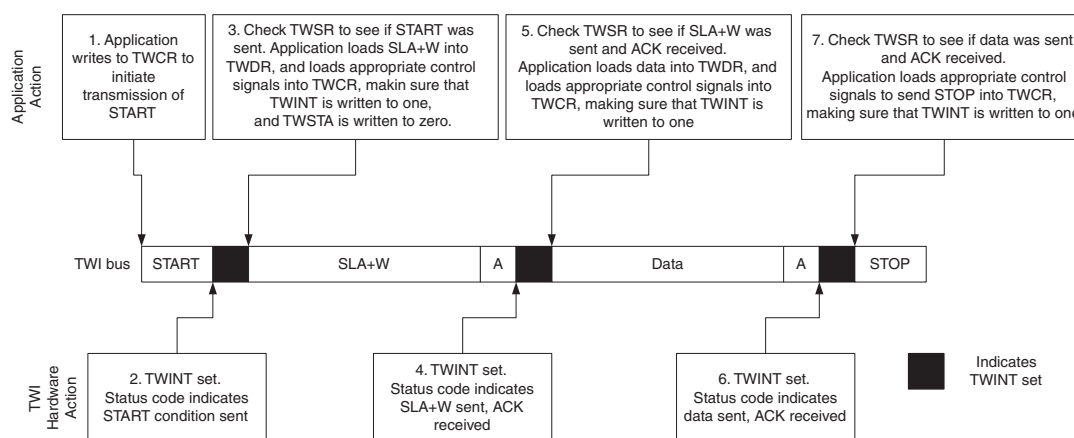 Application
Action
1. Application
writes to TWCR to
initiate
transmission of
START
3. Check TWSR to see if START was
sent. Application loads SLA+W into
TWDR, and loads appropriate control
signals into TWCR, makin sure that
TWINT is written to one,
and TWSTA is written to zero.
5. Check TWSR to see if SLA+W was
sent and ACK received.
Application loads data into TWDR, and
loads appropriate control signals into
TWCR, making sure that TWINT is
written to one
7. Check TWSR to see if data was sent
and ACK received.
Application loads appropriate control
signals to send STOP into TWCR,
making sure that TWINT is written to one
TWI bus
START
SLA+W
A
Data
A
STOP
TWI
Hardware
Action
2. TWINT set.
Status code indicates
START condition sent
4. TWINT set.
Status code indicates
SLA+W sent, ACK
received
6. TWINT set.
Status code indicates
data sent, ACK received
Indicates
TWINT set